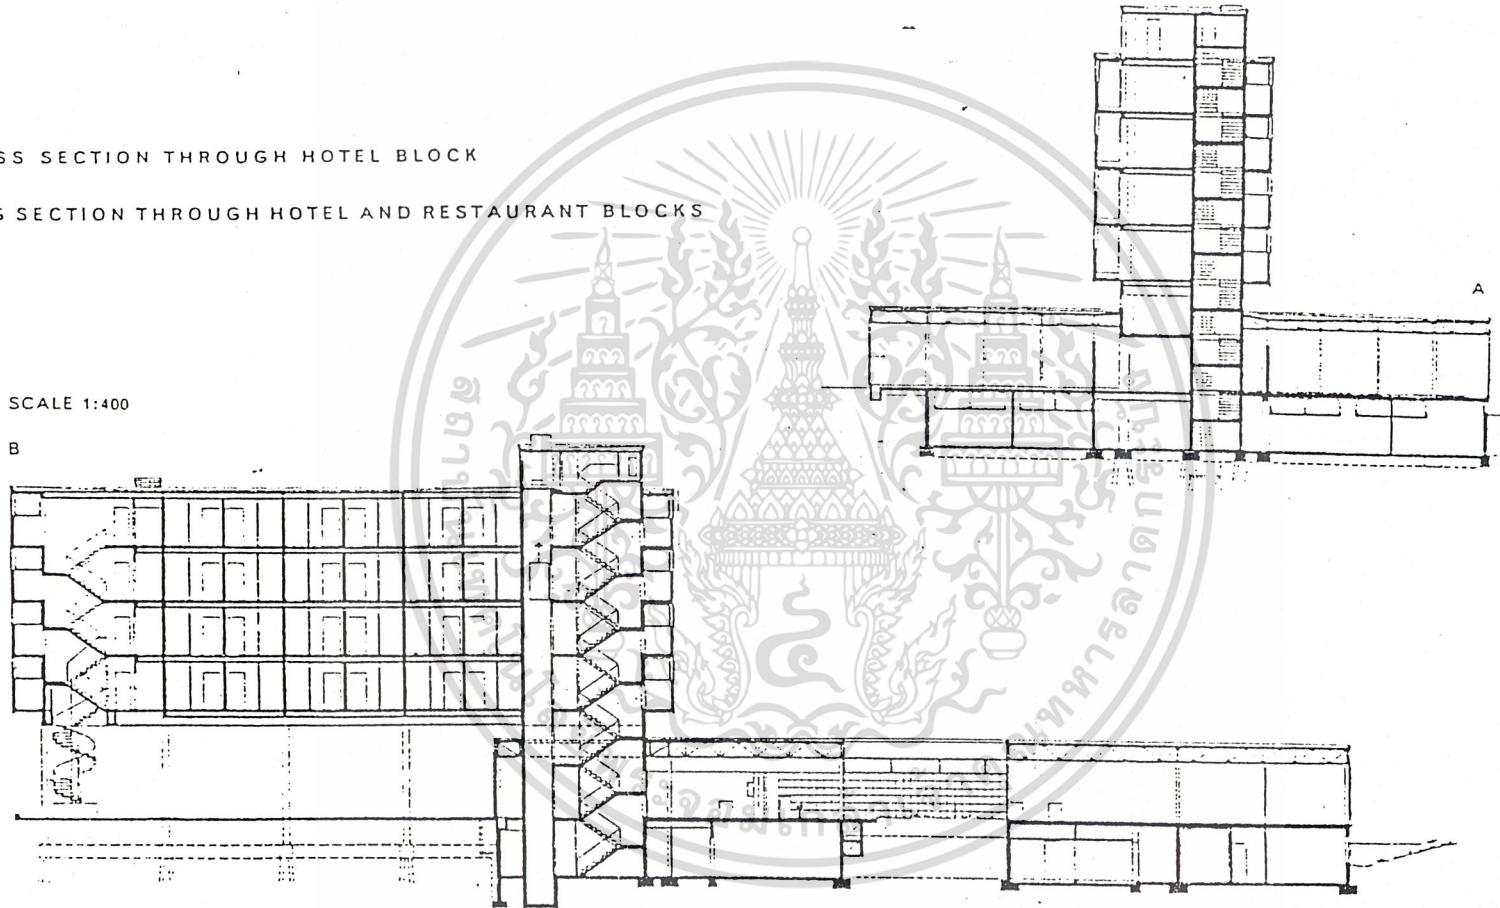 SS SECTION THROUGH HOTEL BLOCK
G SECTION THROUGH HOTEL AND RESTAURANT BLOCKS
A
SCALE 1:400
B